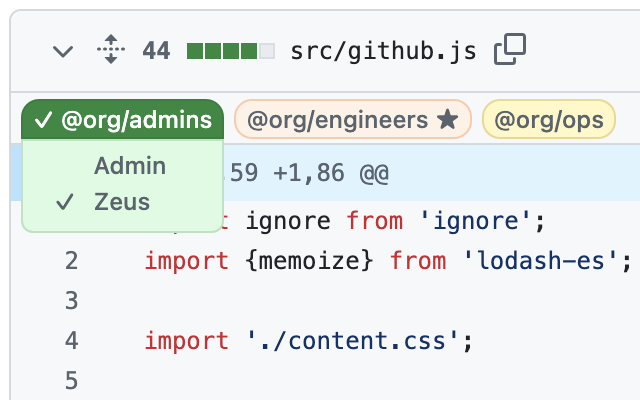 44 src/github.js
✓ @org/admins @org/engineers ★ @org/ops
Admin
.59 +1,86 @@
✓ Zeus
ignore from 'ignore';
2 import {memoize} from 'lodash-es';
3
4 import './content.css';
5